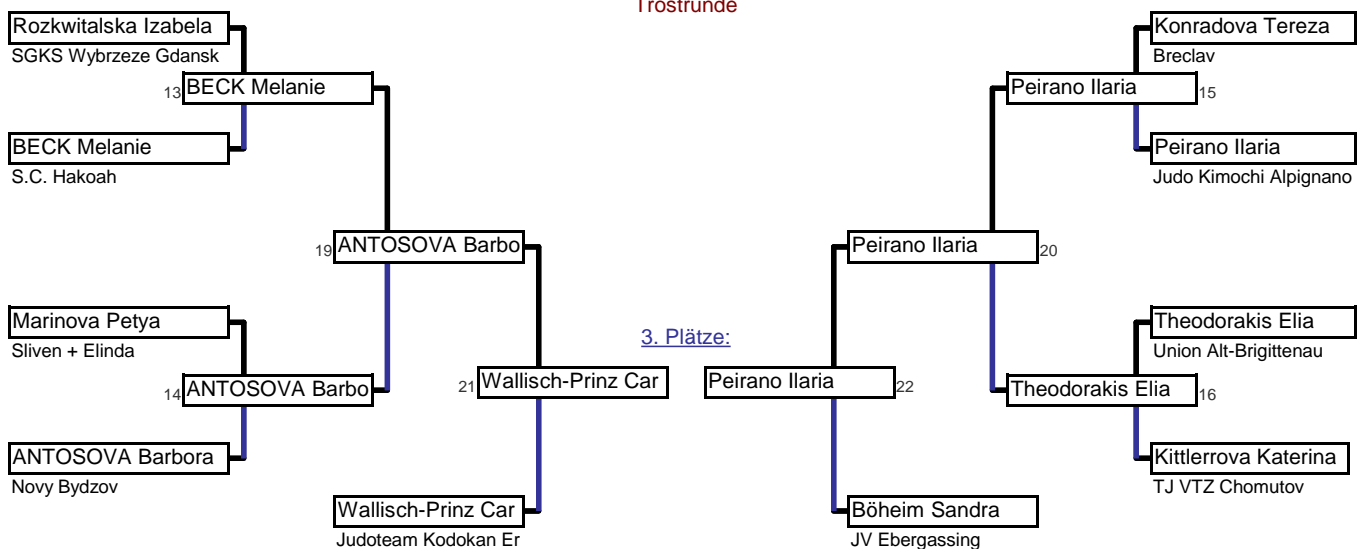 Trostrunde
Rozkwitalska Izabela
SGKS Wybrzeze Gdansk
13 BECK Melanie
BECK Melanie
S.C. Hakoah
19 ANTOSOVA Barbo
Marinova Petya
Sliven + Elinda
14 ANTOSOVA Barbo
ANTOSOVA Barbora
Novy Bydzov
21 Wallisch-Prinz Car
Wallisch-Prinz Car
Judoteam Kodokan Er
3. Plätze:
Konradova Tereza
Breclav
Peirano Ilaria 15
Peirano Ilaria
Judo Kimochi Alpignano
Peirano Ilaria 20
Theodorakis Elia
Union Alt-Brigittenau
Peirano Ilaria 22
Theodorakis Elia 16
Kittlerrova Katerina
TJ VTZ Chomutov
Böheim Sandra
JV Ebergassing